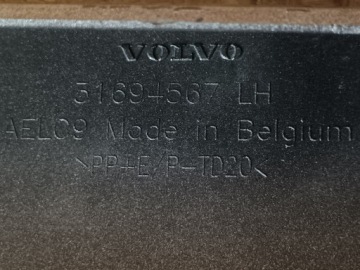 VOLVO
31694567 LH
AELC9 Made in Belgium
>PP+E/P-TD20<